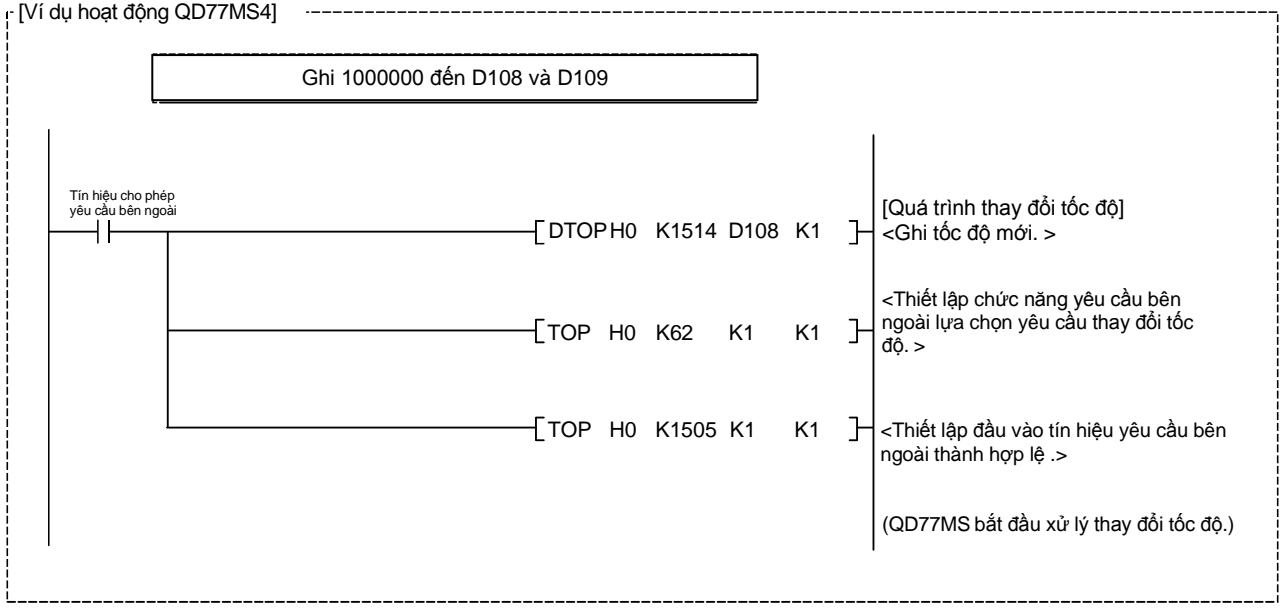 [Ví dụ hoạt động QD77MS4]
Ghi 1000000 đến D108 và D109
Tín hiệu cho phép
yêu cầu bên ngoài
DTOP H0 K1514 D108 K1
[Quá trình thay đổi tốc độ]
<Ghi tốc độ mới. >
TOP H0 K62 K1 K1
<Thiết lập chức năng yêu cầu bên
ngoài lựa chọn yêu cầu thay đổi tốc
độ. >
TOP H0 K1505 K1 K1
<Thiết lập đầu vào tín hiệu yêu cầu bên
ngoài thành hợp lệ .>
(QD77MS bắt đầu xử lý thay đổi tốc độ.)